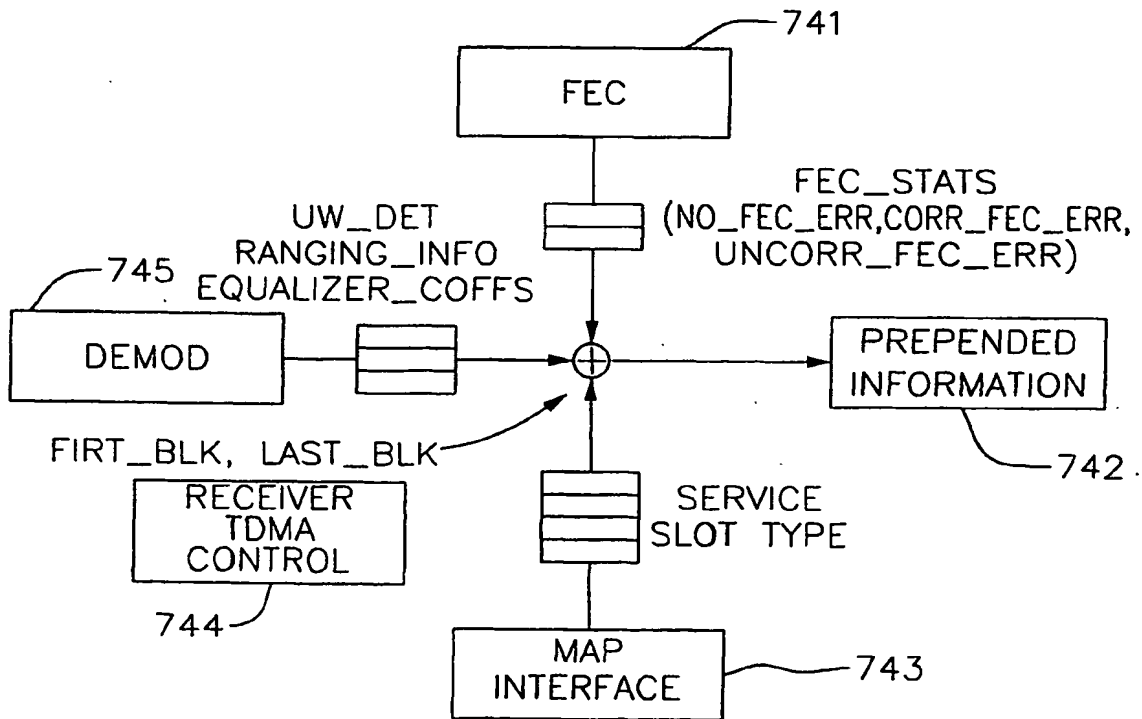 741
FEC
FEC_STATS
(NO_FEC_ERR,CORR_FEC_ERR,
UNCORR_FEC_ERR)
UW_DET
RANGING_INFO
EQUALIZER_COFFS
745
DEMOD
PREPENDED
INFORMATION
742
FIRT_BLK, LAST_BLK
RECEIVER
TDMA
CONTROL
744
SERVICE
SLOT TYPE
MAP
INTERFACE
743